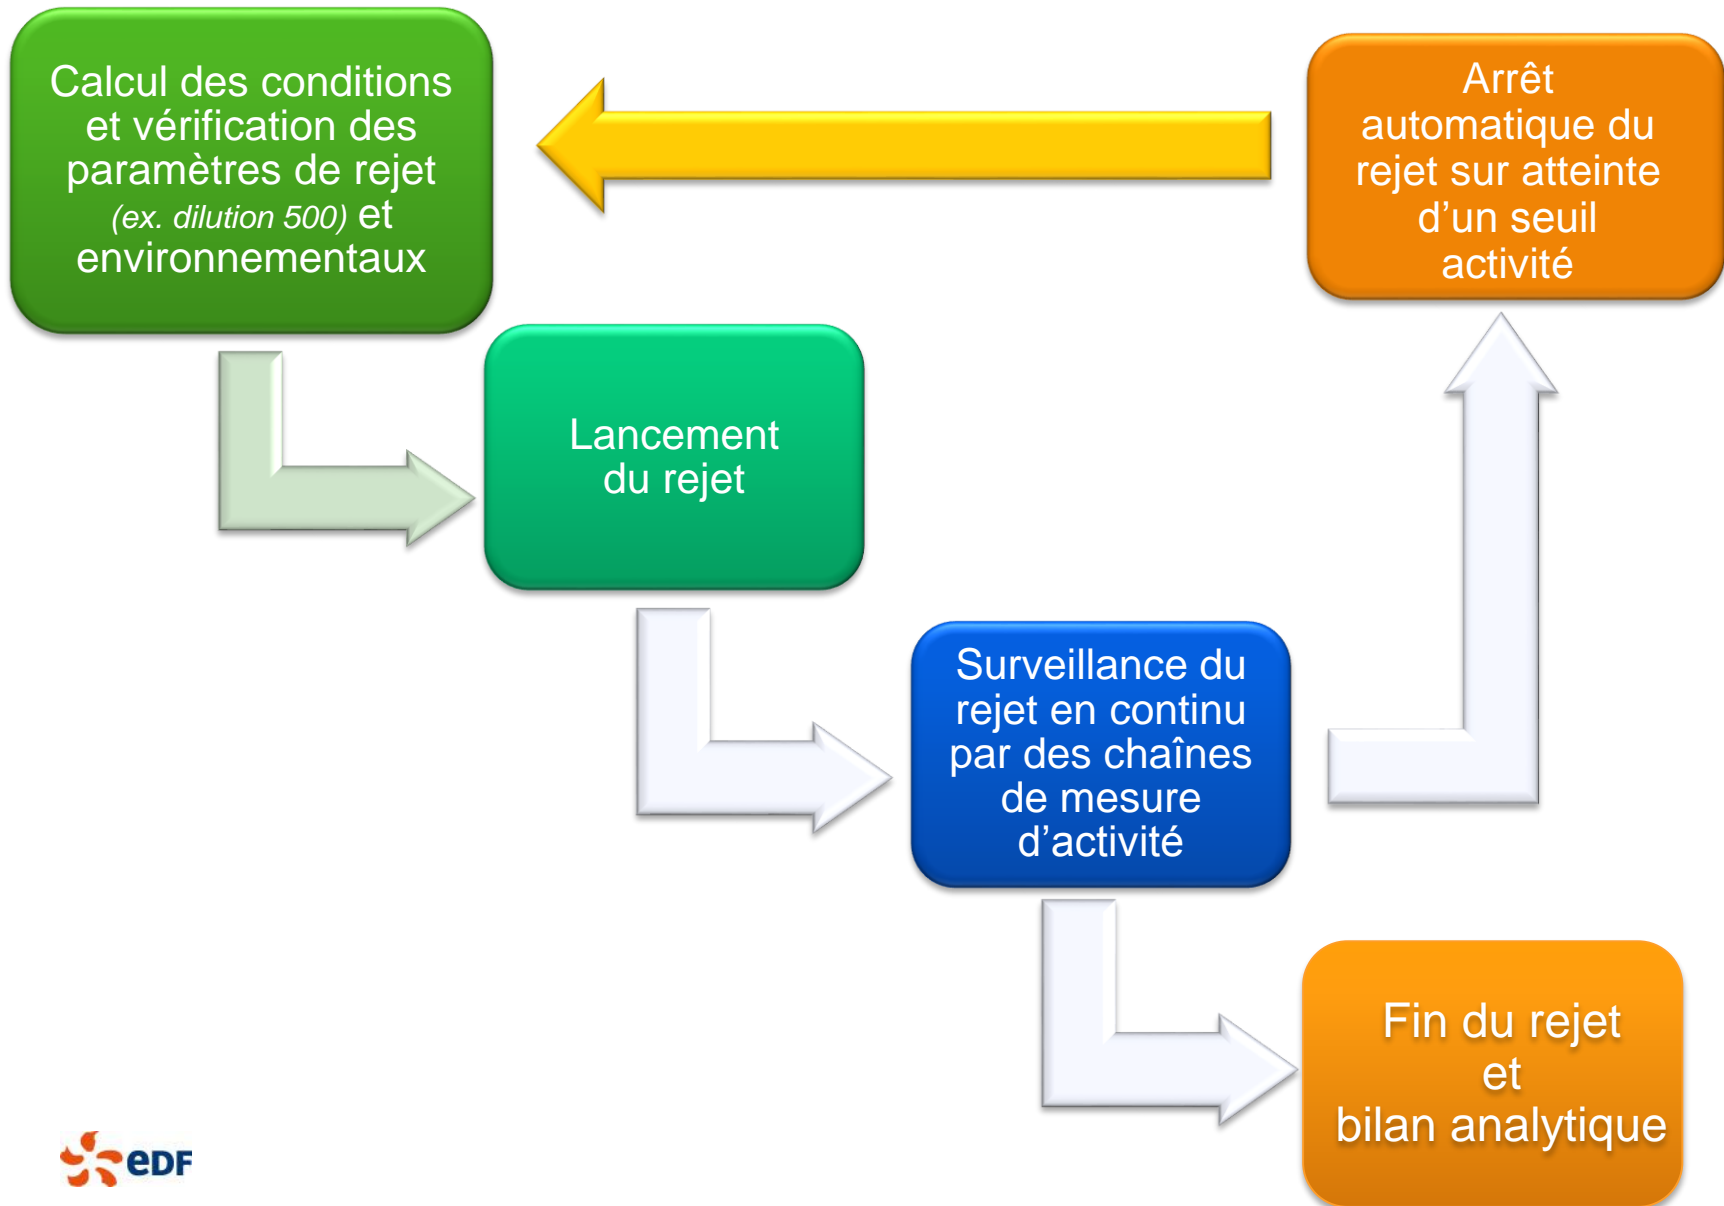 Calcul des conditions
et vérification des
paramètres de rejet
(ex. dilution 500) et
environnementaux
Arrêt
automatique du
rejet sur atteinte
d’un seuil
activité
Lancement
du rejet
Surveillance du
rejet en continu
par des chaînes
de mesure
d’activité
Fin du rejet
et
bilan analytique
eDF